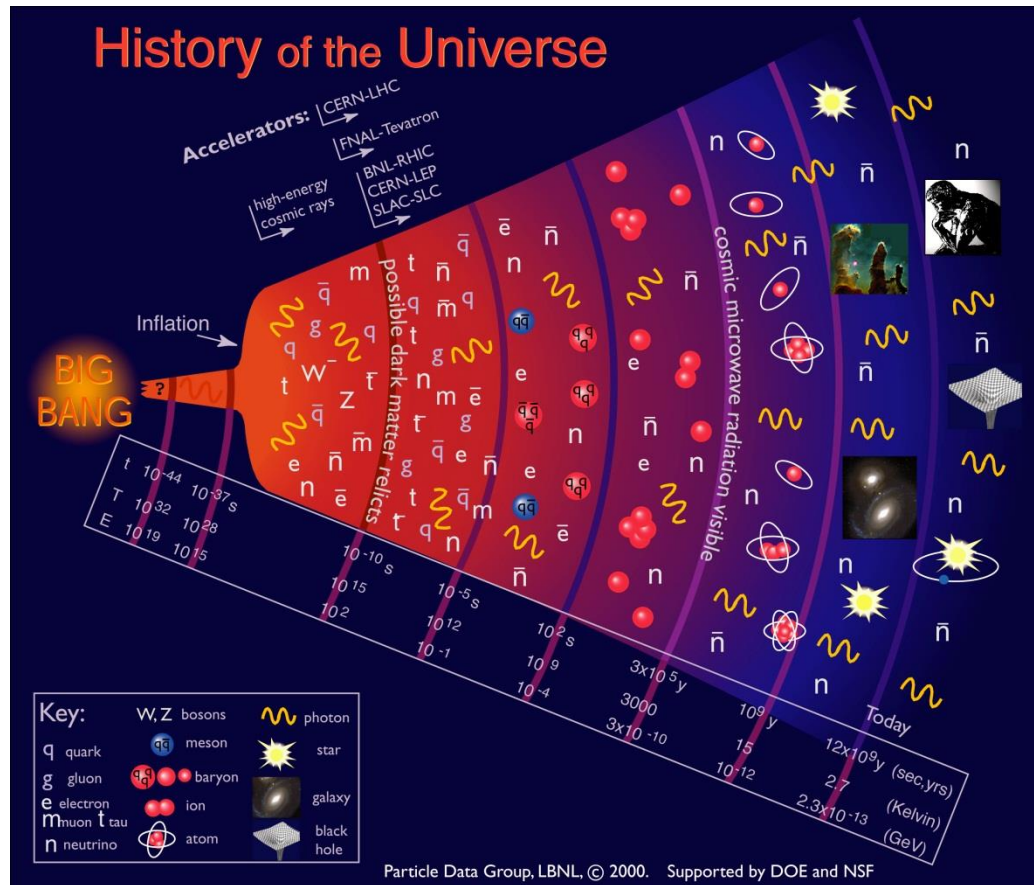 History of the Universe
Accelerators:
CERN-LHC
FNAL-Tevatron
BNL-RHIC
CERN-LEP
SLAC-SLC
high-energy
cosmic rays
Inflation
BIG
BANG
?
possible dark matter relicts
cosmic microwave radiation visible
t 10⁻⁴⁴ 10⁻³⁷ s 10⁻¹⁰ s 10⁻⁵ s 10² s 3x10⁵ y 10⁹ y 12x10⁹ y (sec,yrs)
T 10³² 10²⁸ 10¹⁵ 10¹² 10⁹ 3000 15 2.7 (Kelvin)
E 10¹⁹ 10¹⁵ 10² 10⁻¹ 10⁻⁴ 3x10⁻¹⁰ 10⁻¹² 2.3x10⁻¹³ (GeV)
Today
Key:
q quark
g gluon
e electron
m muon t tau
n neutrino
W, Z bosons
qq̄ meson
qqq baryon
ion
atom
photon
star
galaxy
black
hole
Particle Data Group, LBNL, © 2000. Supported by DOE and NSF